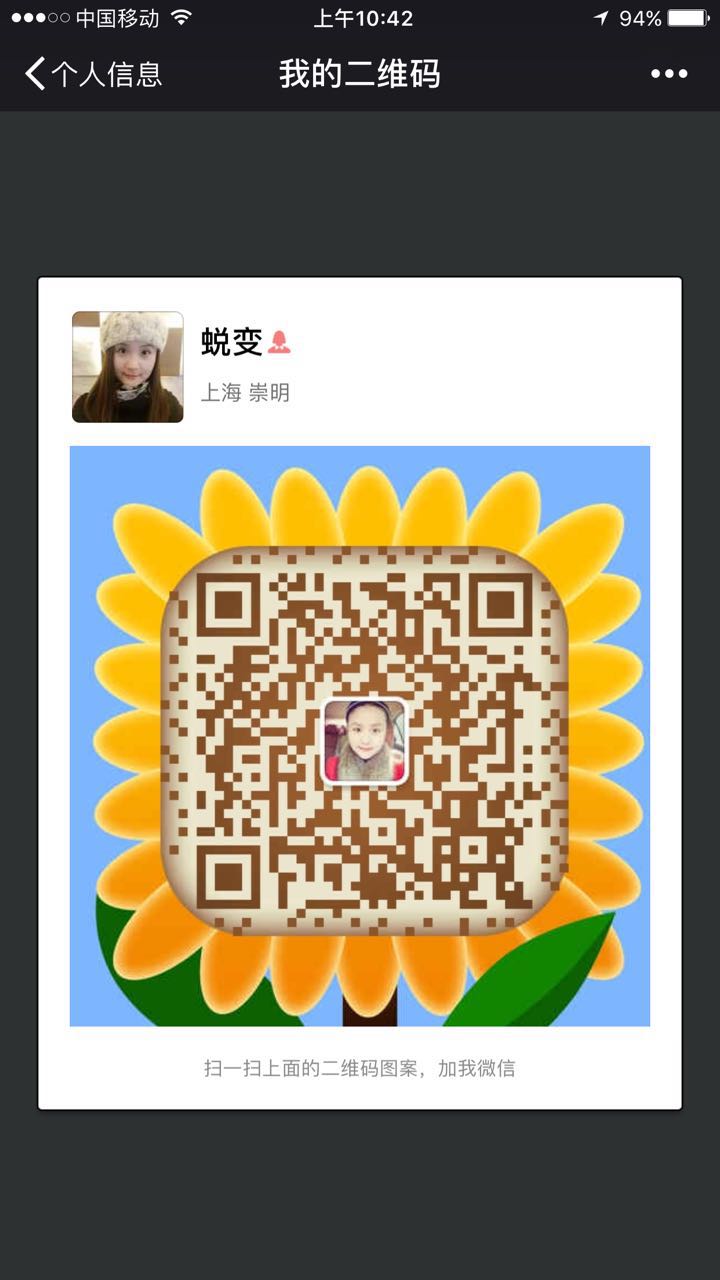 中国移动
上午10:42
94%
个人信息
我的二维码
蜕变
上海 崇明
扫一扫上面的二维码图案，加我微信